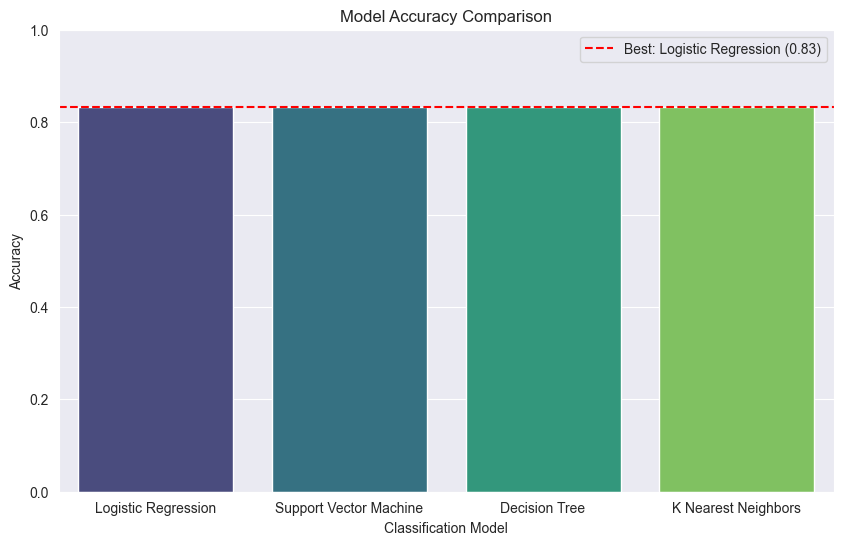 Model Accuracy Comparison
Best: Logistic Regression (0.83)
1.0
0.8
0.6
0.4
0.2
0.0
Accuracy
Logistic Regression
Support Vector Machine
Decision Tree
K Nearest Neighbors
Classification Model